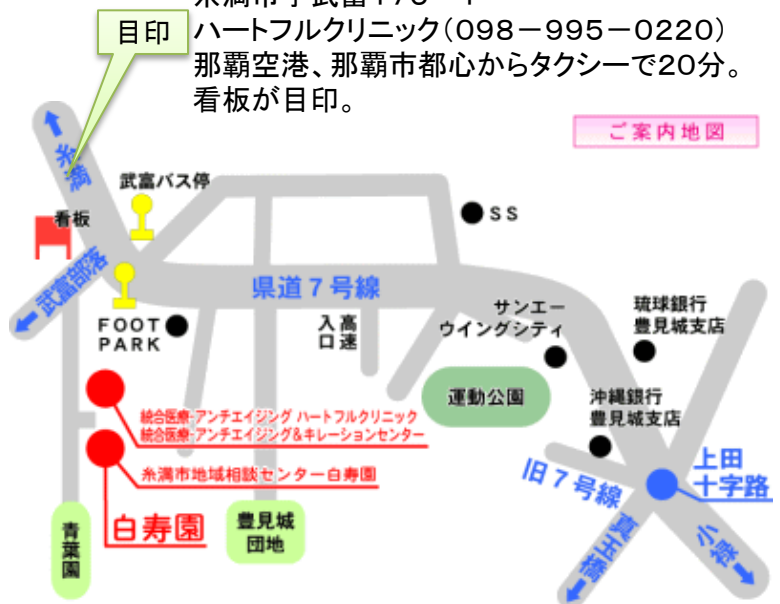 目印
ハートフルクリニック(098-995-0220)
那覇空港、那覇市都心からタクシーで20分。
看板が目印。
ご案内地図
糸満
武富バス停
看板
武富部落
SS
県道7号線
FOOT
PARK
高速
入口
サンエー
ウイングシティ
琉球銀行
豊見城支店
運動公園
沖縄銀行
豊見城支店
統合医療・アンチエイジング ハートフルクリニック
統合医療・アンチエイジング&キレーションセンター
糸満市地域相談センター白寿園
白寿園
青葉園
豊見城
団地
旧7号線
上田
十字路
真玉橋
小禄